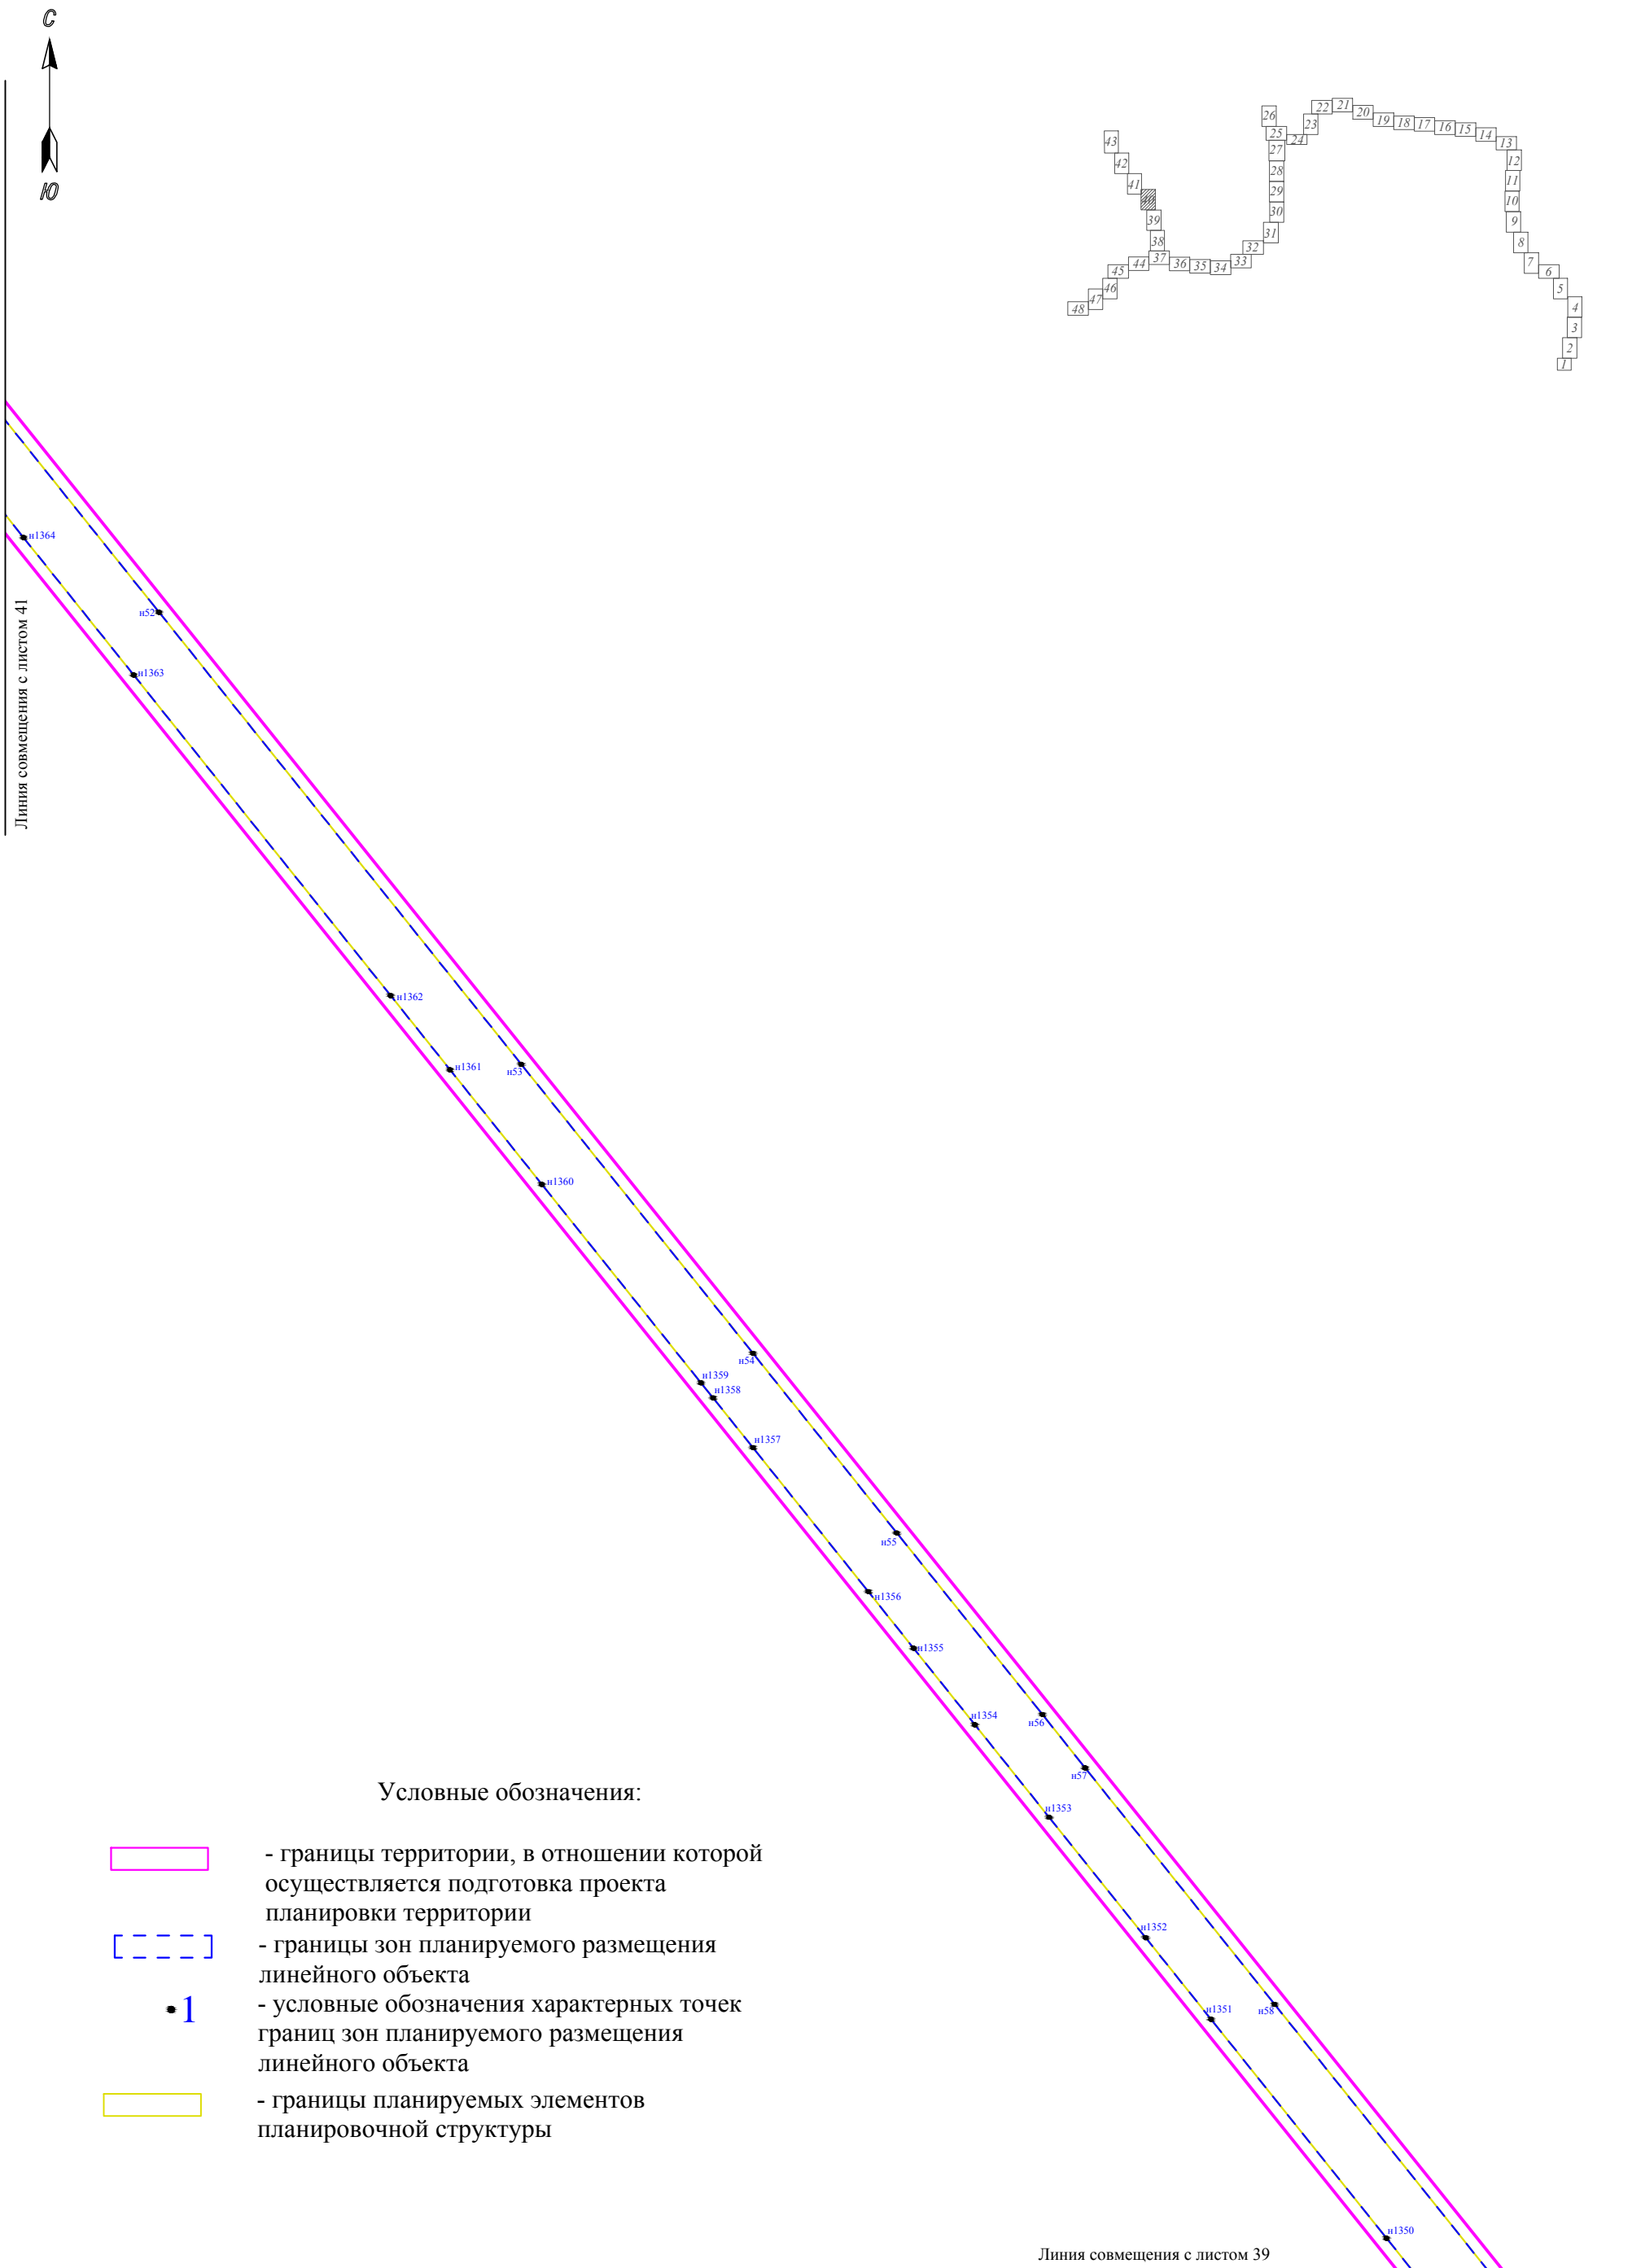 С
Ю
26
22
21
20
19
18
17
16
15
14
13
43
25
24
23
27
12
42
28
11
41
29
40
10
39
30
9
38
31
8
32
37
44
36
35
34
33
7
45
6
46
5
47
48
4
3
2
1
н1364
Линия совмещения с листом 41
н52
н1363
н1362
н1361
н53
н1360
н54
н1359
н1358
н1357
н55
н1356
н1355
н1354
н56
н57
н1353
н1352
н1351
н58
н1350
Условные обозначения:
- границы территории, в отношении которой
осуществляется подготовка проекта
планировки территории
- границы зон планируемого размещения
линейного объекта
1
- условные обозначения характерных точек
границ зон планируемого размещения
линейного объекта
- границы планируемых элементов
планировочной структуры
Линия совмещения с листом 39